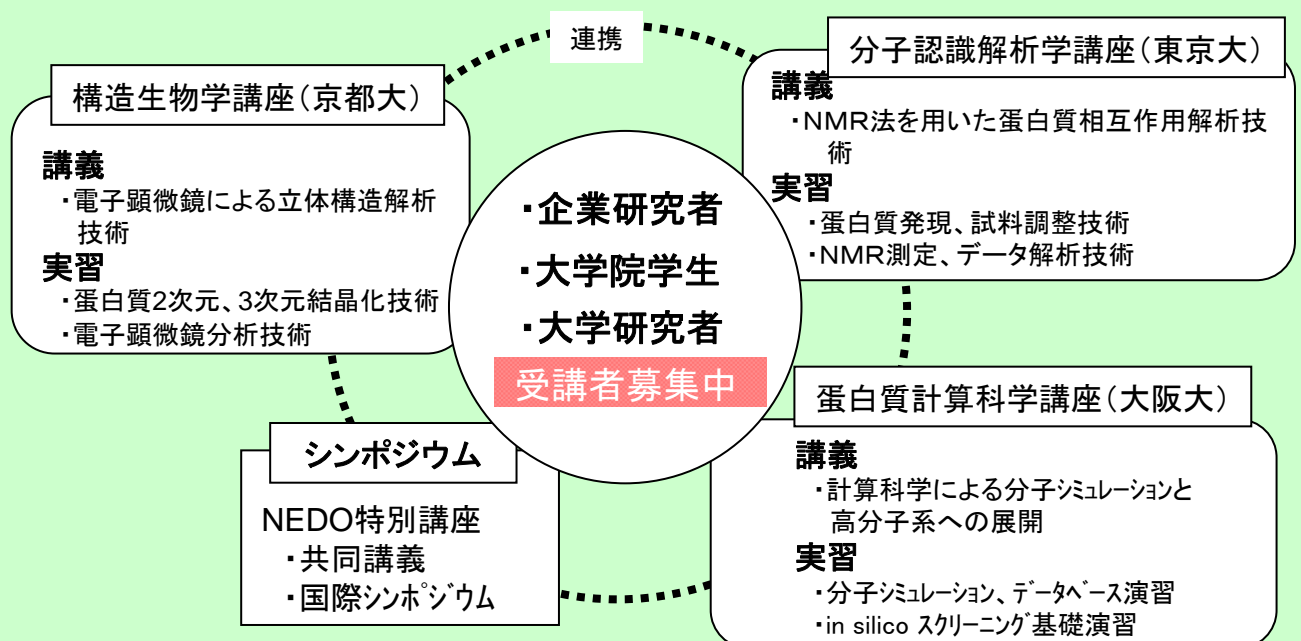 連携
構造生物学講座(京都大)
講義
・電子顕微鏡による立体構造解析
技術
実習
・蛋白質2次元、3次元結晶化技術
・電子顕微鏡分析技術
分子認識解析学講座(東京大)
講義
・NMR法を用いた蛋白質相互作用解析技
術
実習
・蛋白質発現、試料調整技術
・NMR測定、データ解析技術
・企業研究者
・大学院学生
・大学研究者
受講者募集中
シンポジウム
NEDO特別講座
・共同講義
・国際シンポジウム
蛋白質計算科学講座(大阪大)
講義
・計算科学による分子シミュレーションと
高分子系への展開
実習
・分子シミュレーション、データベース演習
・in silico スクリーニング基礎演習